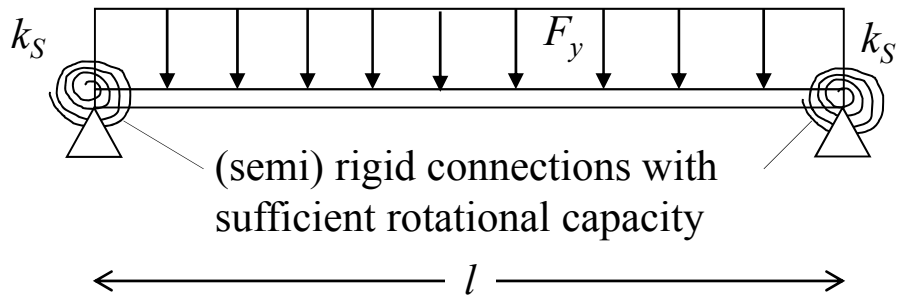 k_S
F_y
k_S
(semi) rigid connections with
sufficient rotational capacity
l